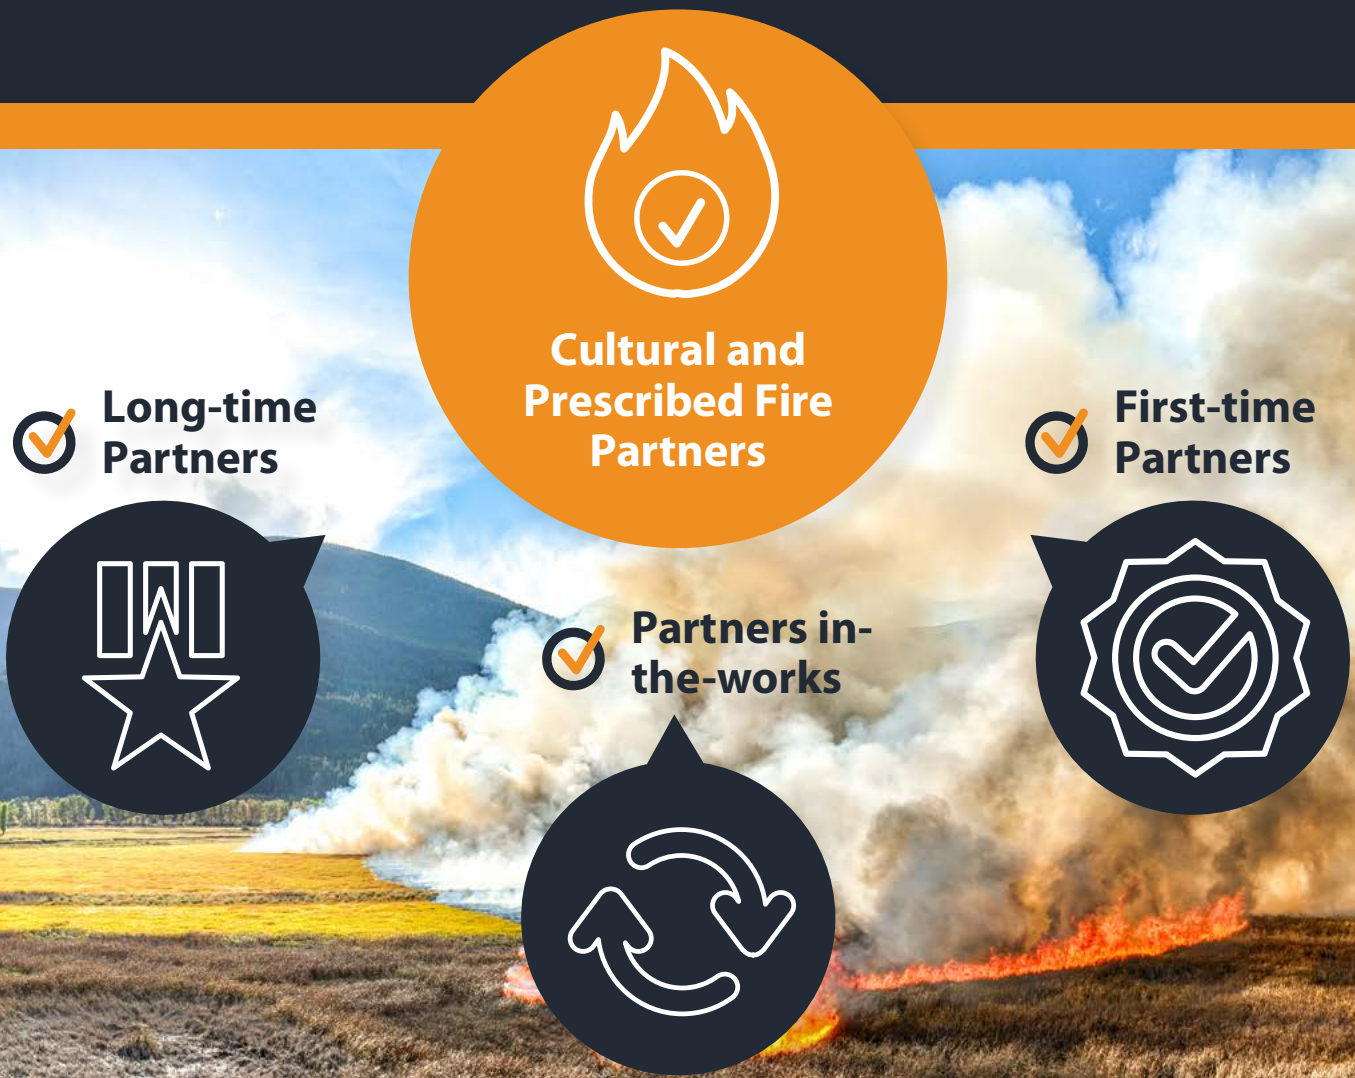 Cultural and
Prescribed Fire
Partners
Long-time
Partners
First-time
Partners
Partners in-
the-works